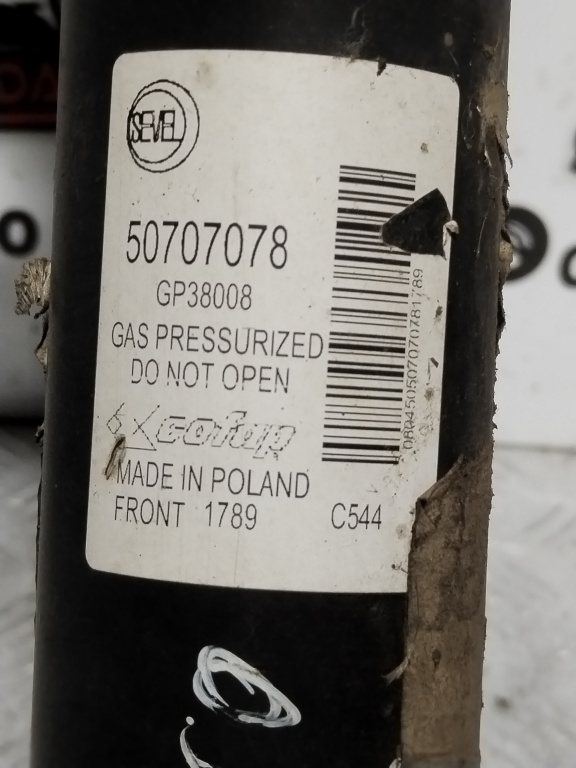 SEVEL
50707078
GP38008
GAS PRESSURIZED
DO NOT OPEN
MADE IN POLAND
FRONT 1789 C544